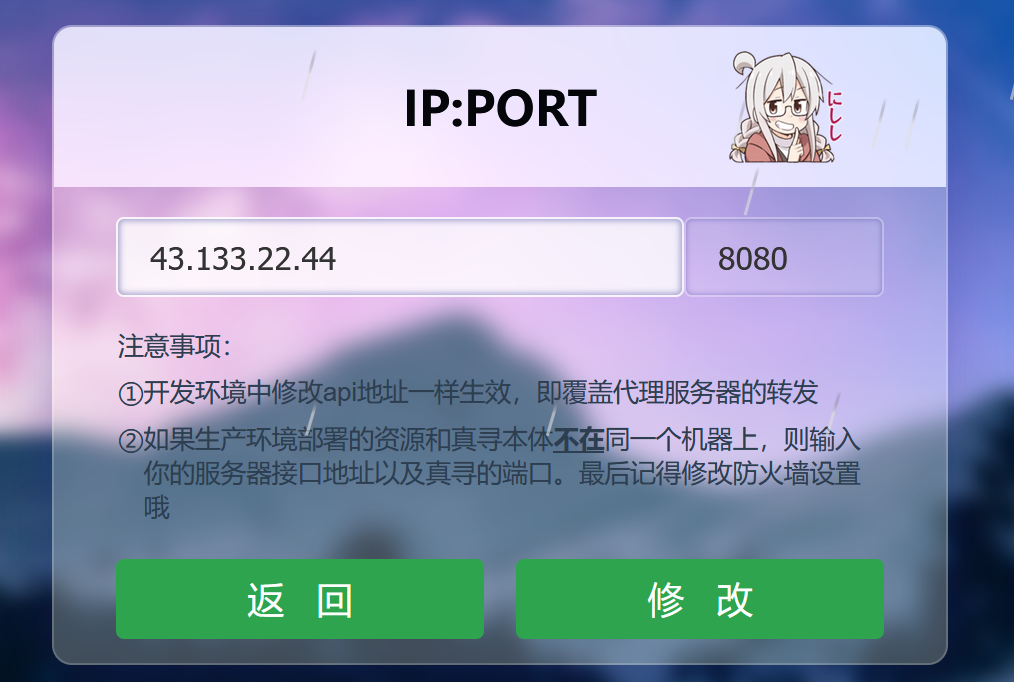 IP:PORT
にしし
43.133.22.44
8080
注意事项：
①开发环境中修改api地址一样生效，即覆盖代理服务器的转发
②如果生产环境部署的资源和真寻本体不在同一个机器上，则输入
你的服务器接口地址以及真寻的端口。最后记得修改防火墙设置
哦
返 回
修 改